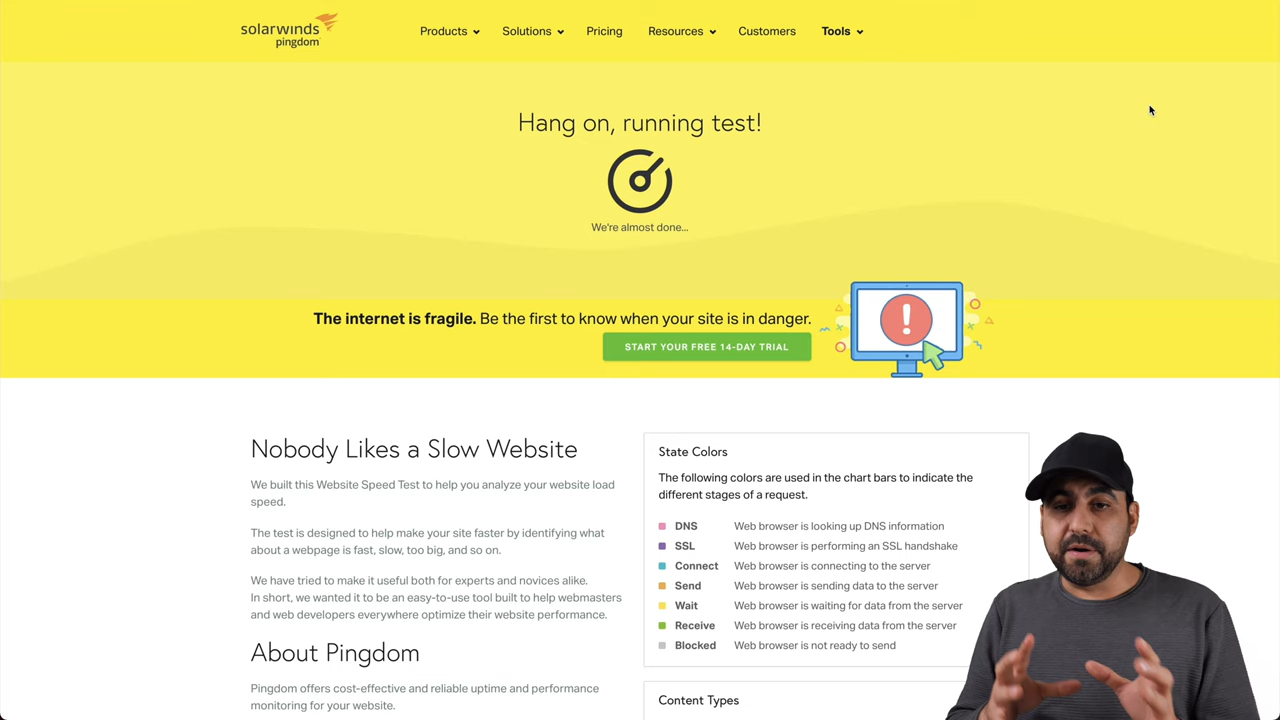 solarwinds
pingdom
Products
Solutions
Pricing
Resources
Customers
Tools
Hang on, running test!
We're almost done...
The internet is fragile. Be the first to know when your site is in danger.
START YOUR FREE 14-DAY TRIAL
!
Nobody Likes a Slow Website
We built this Website Speed Test to help you analyze your website load
speed.
The test is designed to help make your site faster by identifying what
about a webpage is fast, slow, too big, and so on.
We have tried to make it useful both for experts and novices alike.
In short, we wanted it to be an easy-to-use tool built to help webmasters
and web developers everywhere optimize their website performance.
About Pingdom
Pingdom offers cost-effective and reliable uptime and performance
monitoring for your website.
State Colors
The following colors are used in the chart bars to indicate the
different stages of a request.
DNS Web browser is looking up DNS information
SSL Web browser is performing an SSL handshake
Connect Web browser is connecting to the server
Send Web browser is sending data to the server
Wait Web browser is waiting for data from the server
Receive Web browser is receiving data from the server
Blocked Web browser is not ready to send
Content Types